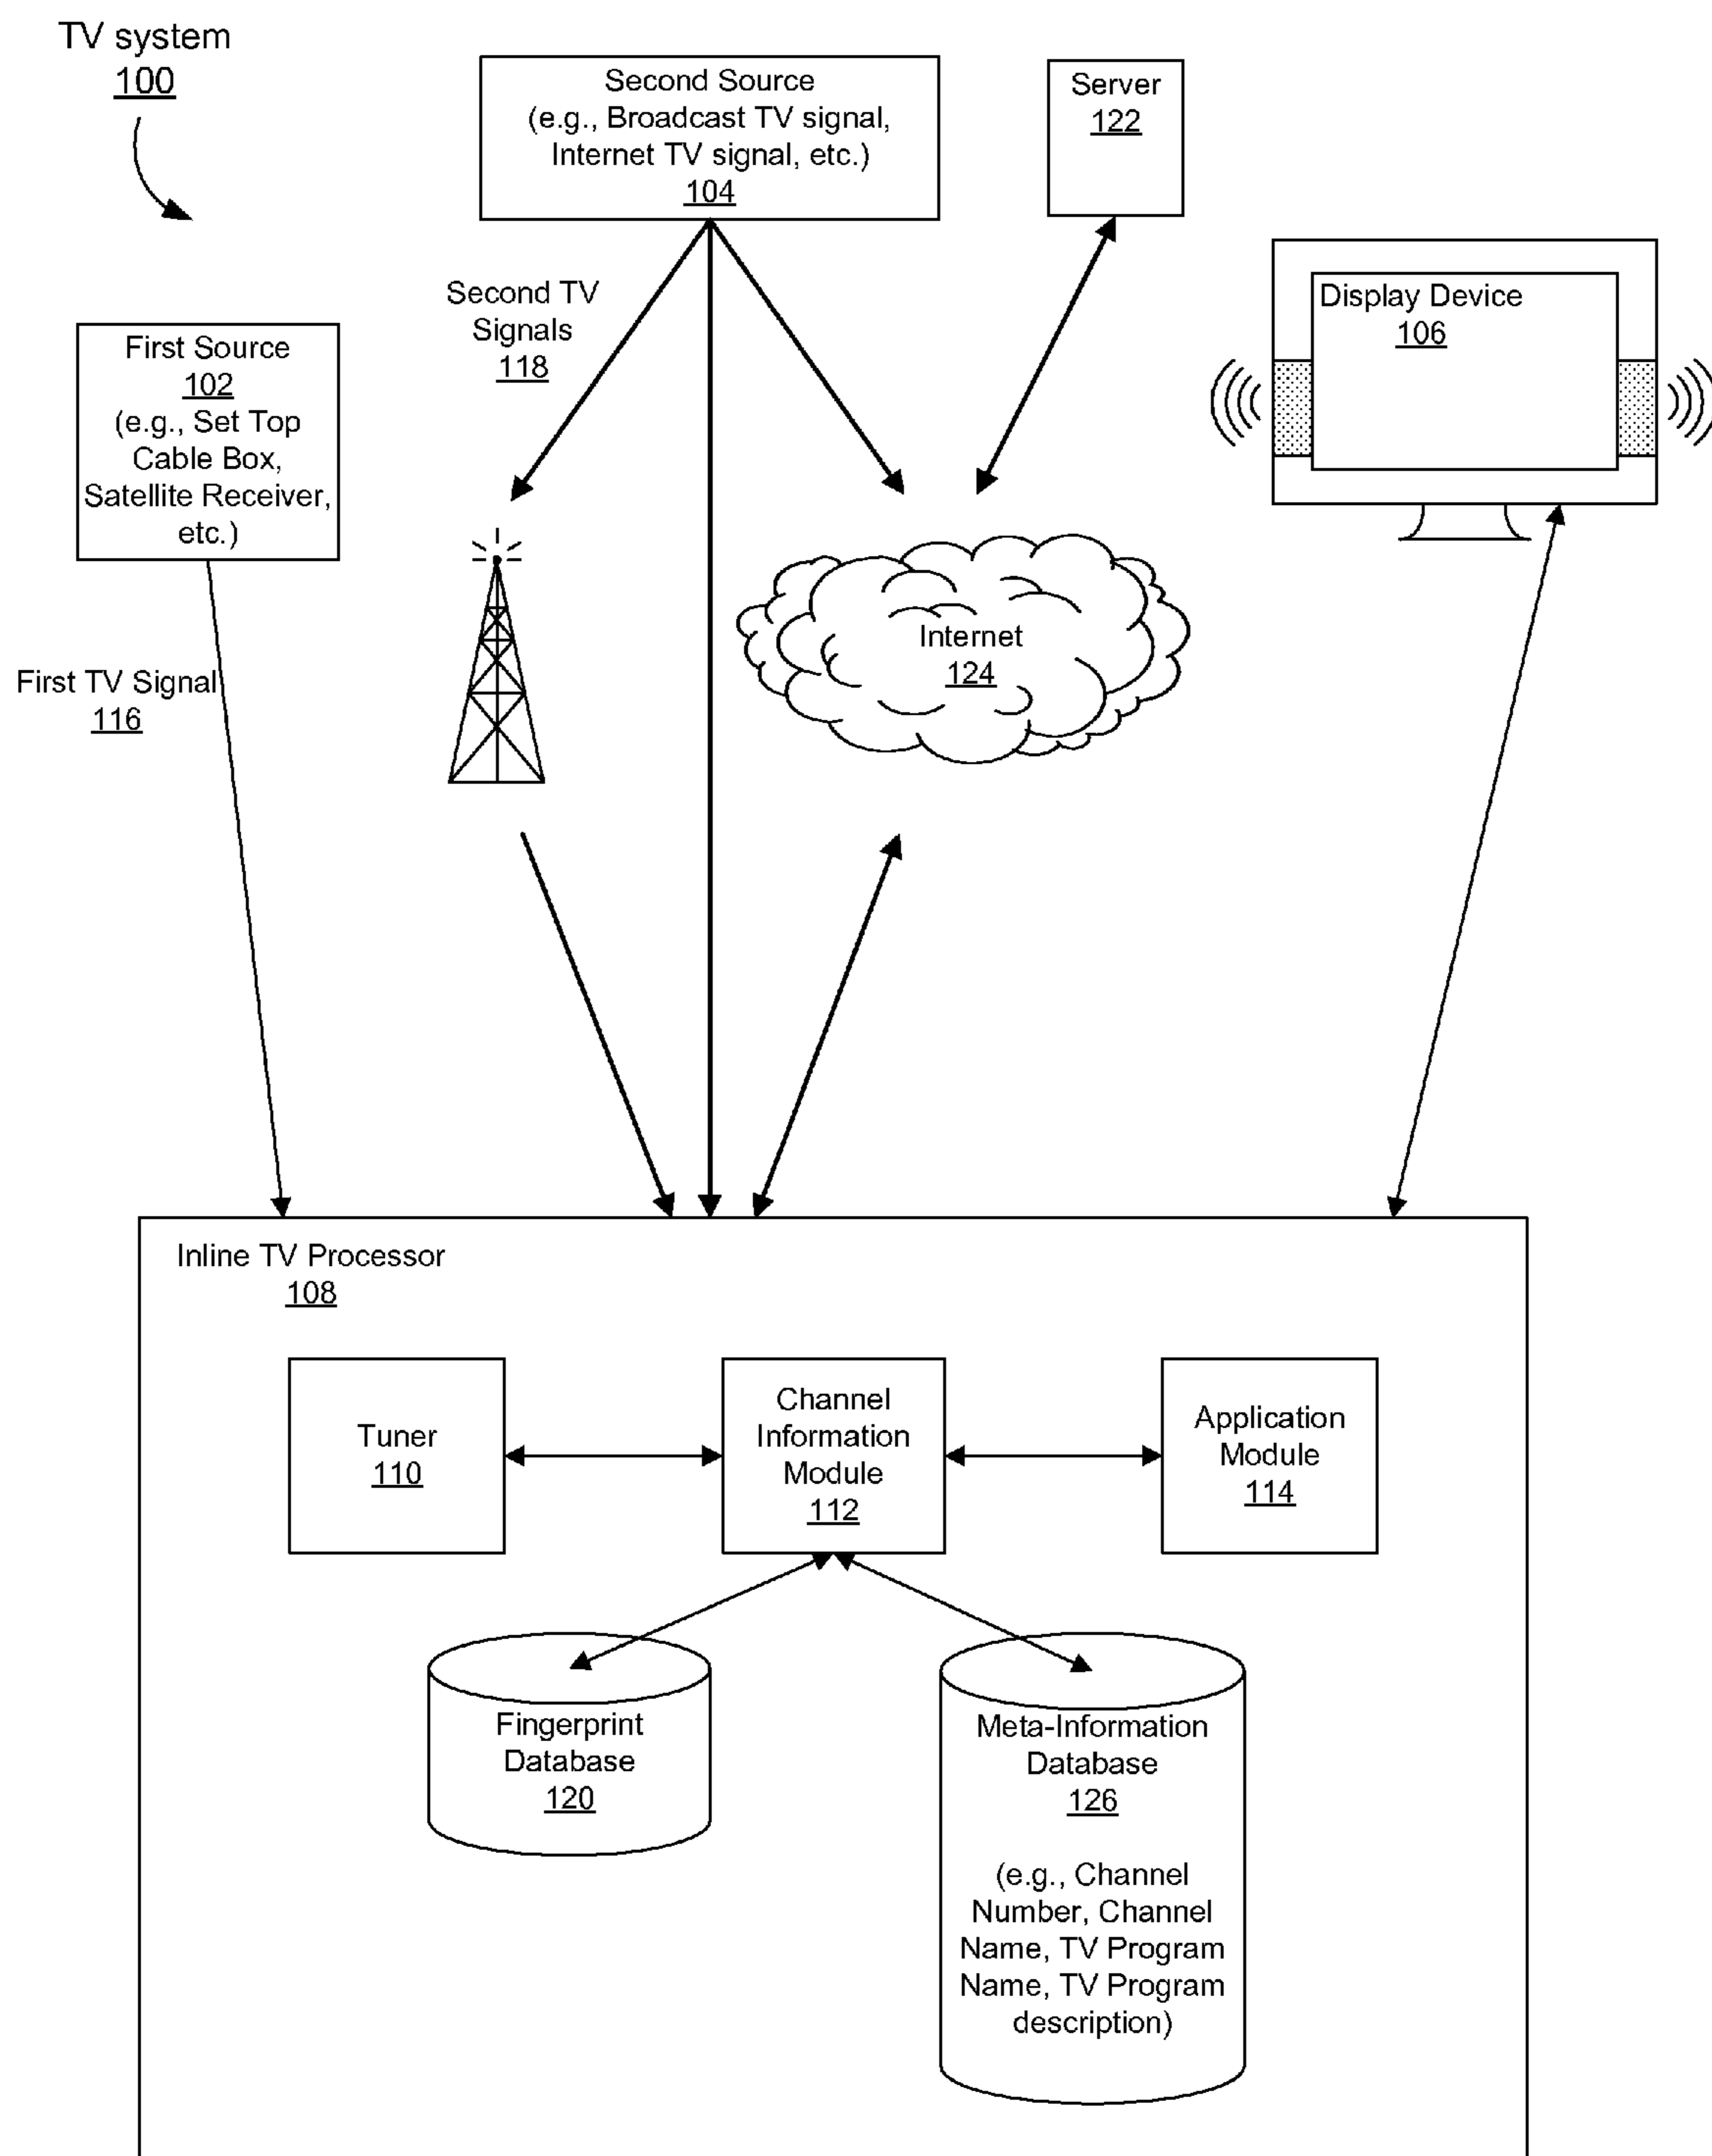 TV system
100
Second Source
(e.g., Broadcast TV signal,
Internet TV signal, etc.)
104
Server
122
Second TV
Signals
118
Display Device
106
First Source
102
(e.g., Set Top
Cable Box,
Satellite Receiver,
etc.)
First TV Signal
116
Internet
124
Inline TV Processor
108
Tuner
110
Channel
Information
Module
112
Application
Module
114
Fingerprint
Database
120
Meta-Information
Database
126
(e.g., Channel
Number, Channel
Name, TV Program
Name, TV Program
description)